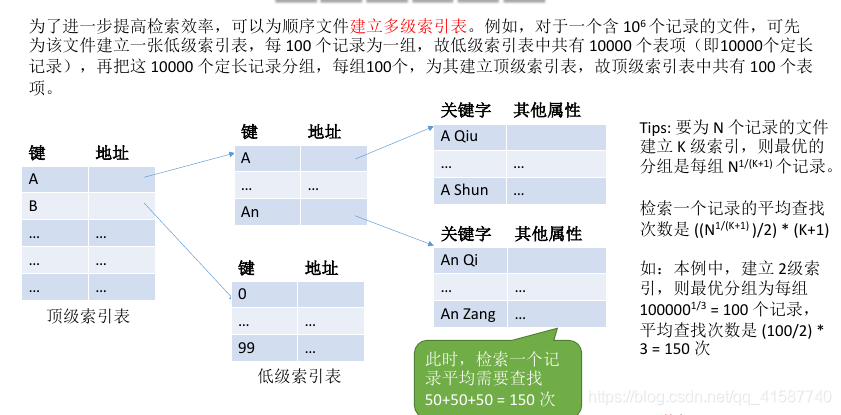 为了进一步提高检索效率，可以为顺序文件建立多级索引表。例如，对于一个含 10⁶ 个记录的文件，可先
为该文件建立一张低级索引表，每 100 个记录为一组，故低级索引表中共有 10000 个表项（即10000个定长
记录），再把这 10000 个定长记录分组，每组100个，为其建立顶级索引表，故顶级索引表中共有 100 个表
项。
键 地址
A
B
... ...
... ...
... ...
顶级索引表
键 地址
A
... ...
An
键 地址
0
... ...
99 ...
低级索引表
关键字 其他属性
A Qiu
... ...
A Shun ...
关键字 其他属性
An Qi
... ...
An Zang ...
此时，检索一个记
录平均需要查找
50+50+50 = 150 次
Tips: 要为 N 个记录的文件
建立 K 级索引，则最优的
分组是每组 N^1/(K+1) 个记录。
检索一个记录的平均查找
次数是 ((N^1/(K+1) )/2) * (K+1)
如：本例中，建立 2级索
引，则最优分组为每组
100000^1/3 = 100 个记录，
平均查找次数是 (100/2) *
3 = 150 次
https://blog.csdn.net/qq_41587740